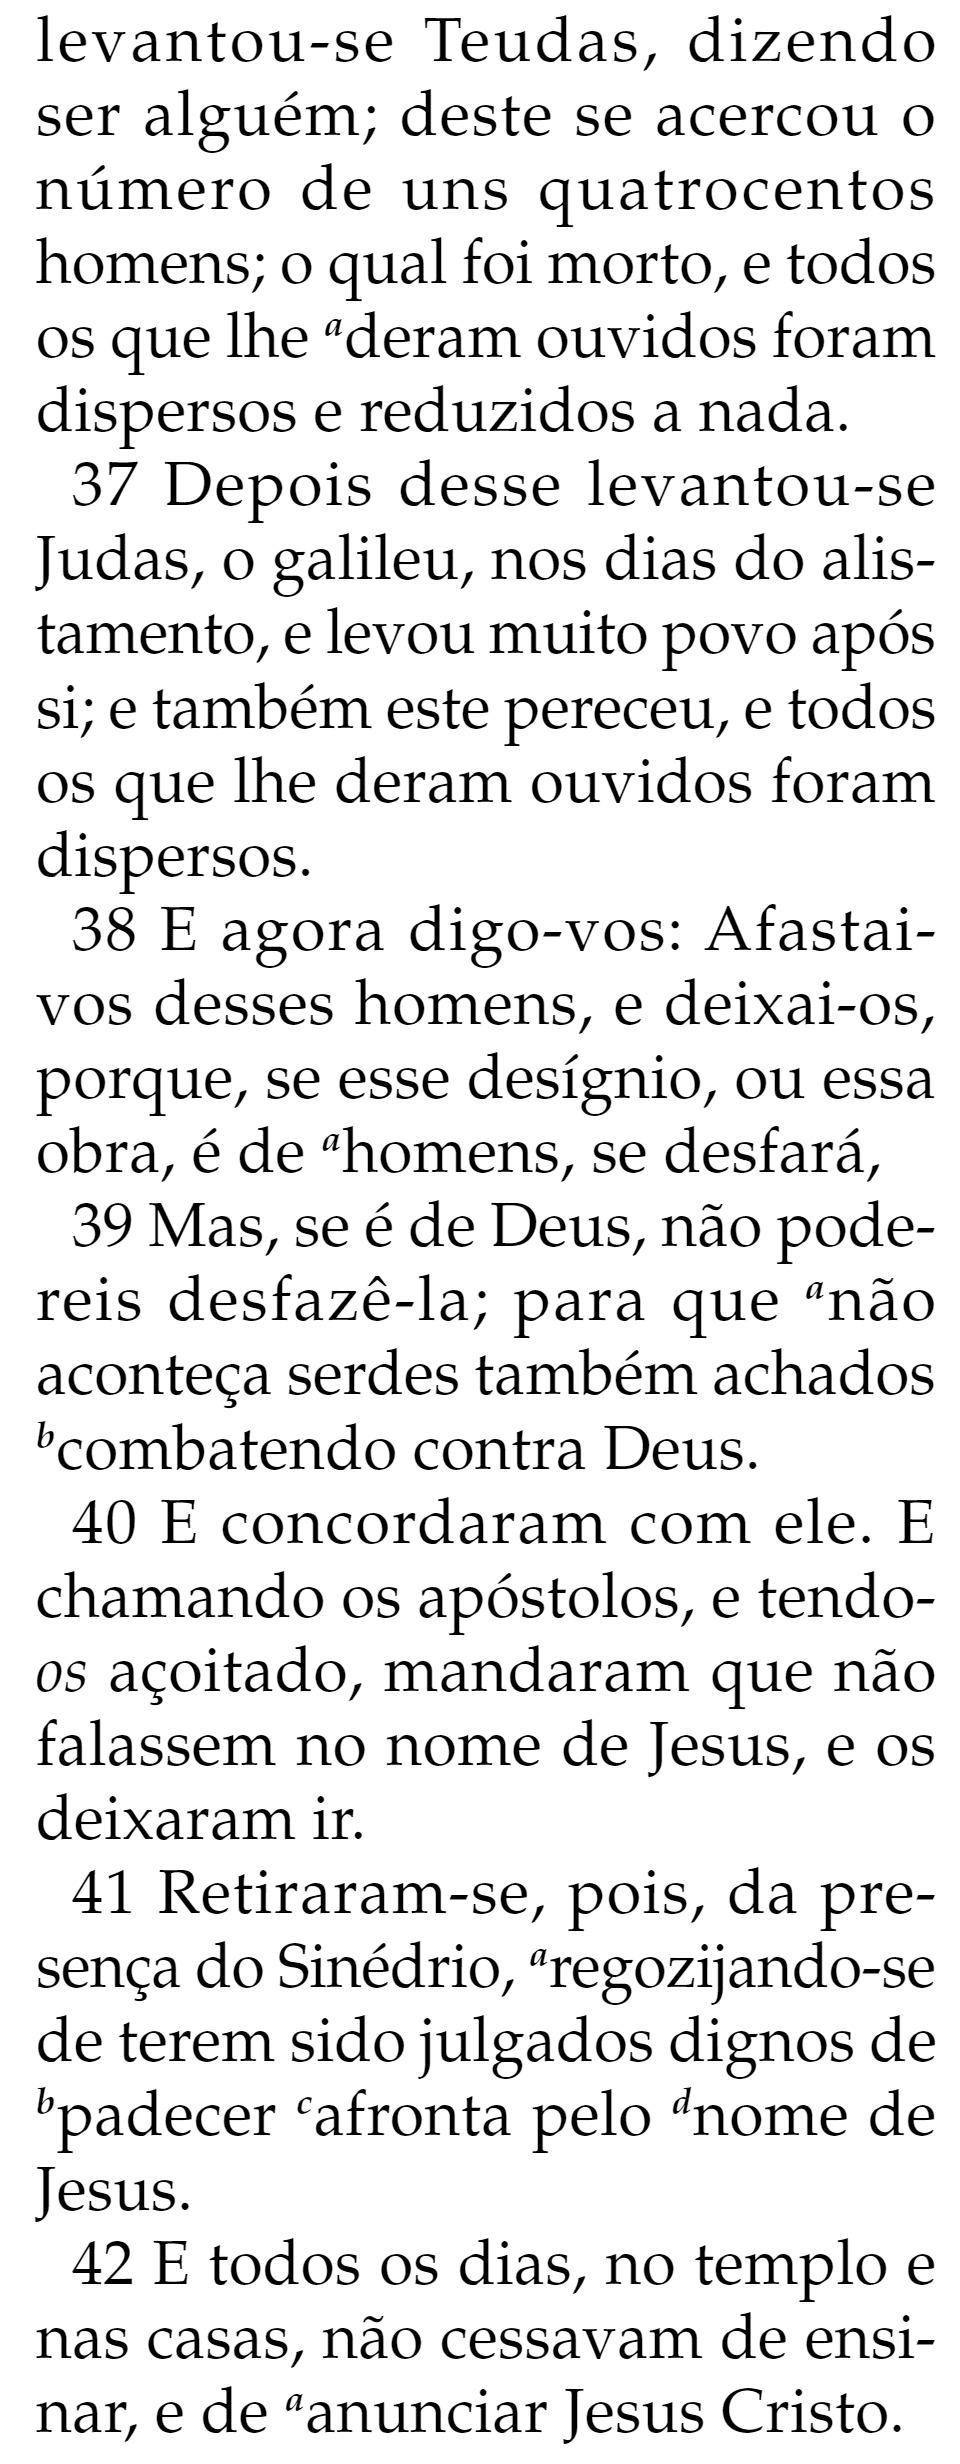 levantou-se Teudas, dizendo
ser alguém; deste se acercou o
número de uns quatrocentos
homens; o qual foi morto, e todos
os que lhe aderam ouvidos foram
dispersos e reduzidos a nada.
37 Depois desse levantou-se
Judas, o galileu, nos dias do alis-
tamento, e levou muito povo após
si; e também este pereceu, e todos
os que lhe deram ouvidos foram
dispersos.
38 E agora digo-vos: Afastai-
vos desses homens, e deixai-os,
porque, se esse desígnio, ou essa
obra, é de ahomens, se desfará,
39 Mas, se é de Deus, não pode-
reis desfazê-la; para que anão
aconteça serdes também achados
bcombatendo contra Deus.
40 E concordaram com ele. E
chamando os apóstolos, e tendo-
os açoitado, mandaram que não
falassem no nome de Jesus, e os
deixaram ir.
41 Retiraram-se, pois, da pre-
sença do Sinédrio, aregozijando-se
de terem sido julgados dignos de
bpadecer cafronta pelo dnome de
Jesus.
42 E todos os dias, no templo e
nas casas, não cessavam de ensi-
nar, e de aanunciar Jesus Cristo.